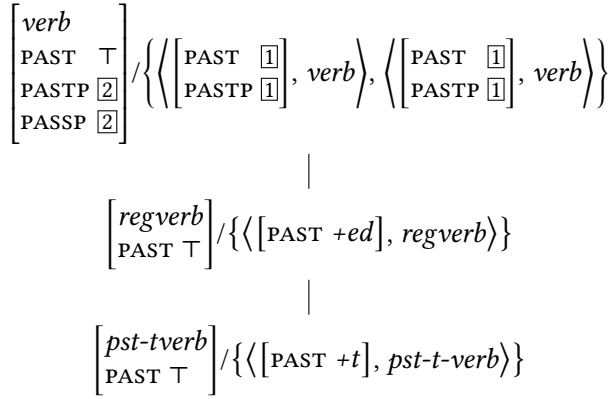 verb
PAST ⊤
PASTP [2]
PASSP [2]
/{⟨[PAST [1] PASTP [1]], verb⟩, ⟨[PAST [1] PASTP [1]], verb⟩}
regverb
PAST ⊤
/{⟨[PAST +ed], regverb⟩}
pst-tverb
PAST ⊤
/{⟨[PAST +t], pst-t-verb⟩}